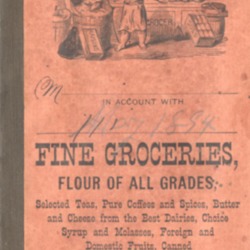 M
IN ACCOUNT WITH
1884
FINE GROCERIES,
FLOUR OF ALL GRADES,
Selected Teas, Pure Coffees and Spices, Butter
and Cheese from the Best Dairies, Choice
Syrup and Molasses, Foreign and
Domestic Fruits, Canned